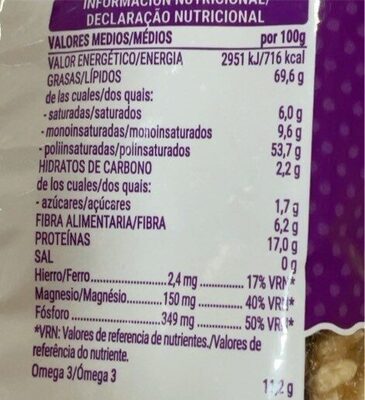 INFORMACIÓN NUTRICIONAL/
DECLARAÇÃO NUTRICIONAL
VALORES MEDIOS/MÉDIOS por 100g
VALOR ENERGÉTICO/ENERGIA 2951 kJ/716 kcal
GRASAS/LÍPIDOS 69,6 g
de las cuales/dos quais:
- saturadas/saturados 6,0 g
- monoinsaturadas/monoinsaturados 9,6 g
- poliinsaturadas/polinsaturados 53,7 g
HIDRATOS DE CARBONO 2,2 g
de los cuales/dos quais:
- azúcares/açúcares 1,7 g
FIBRA ALIMENTARIA/FIBRA 6,2 g
PROTEÍNAS 17,0 g
SAL 0 g
Hierro/Ferro..................2,4 mg .............. 17% VRN*
Magnesio/Magnésio.....150 mg .............. 40% VRN*
Fósforo ......................349 mg .............. 50% VRN*
*VRN: Valores de referencia de nutrientes./Valores de
referência do nutriente.
Omega 3/Ómega 3 11,2 g